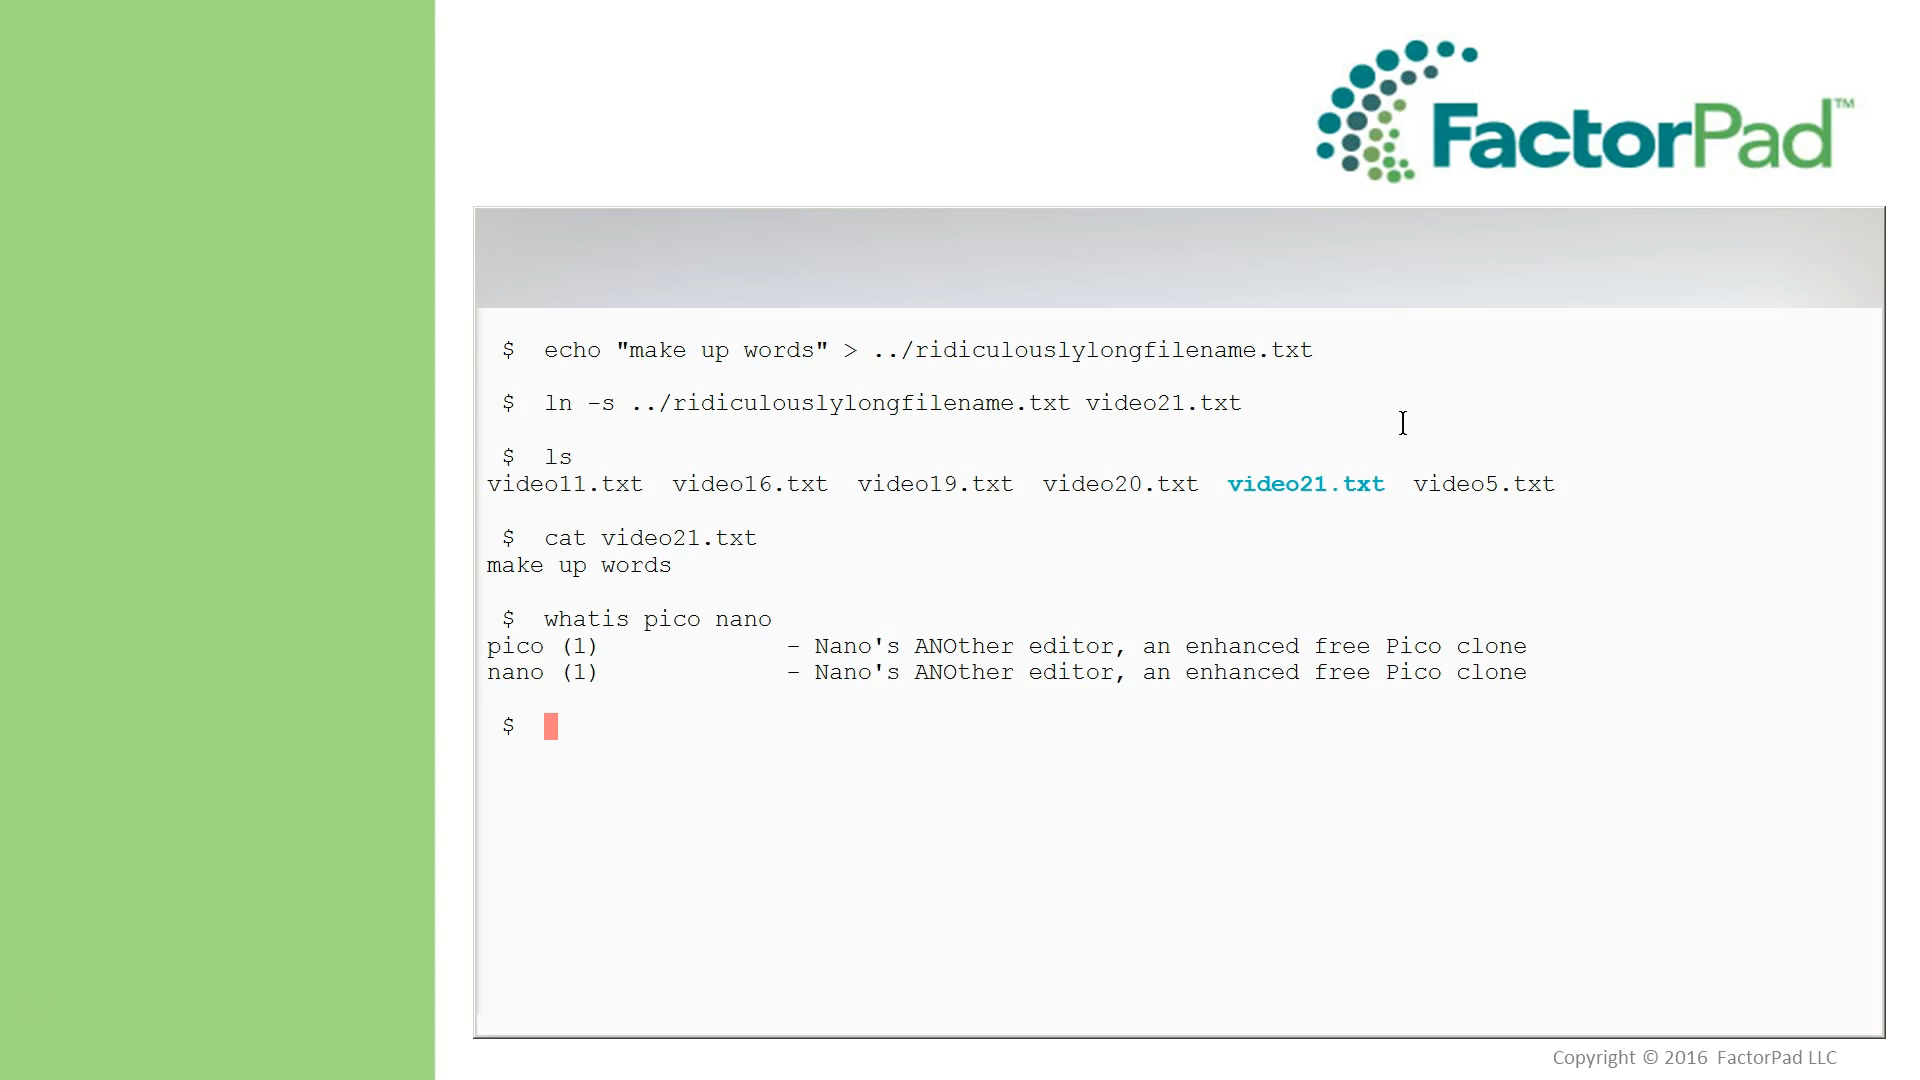 FactorPad™
$ echo "make up words" > ../ridiculouslylongfilename.txt
$ ln -s ../ridiculouslylongfilename.txt video21.txt
$ ls
video11.txt  video16.txt  video19.txt  video20.txt  video21.txt  video5.txt
$ cat video21.txt
make up words
$ whatis pico nano
pico (1)             - Nano's ANOther editor, an enhanced free Pico clone
nano (1)             - Nano's ANOther editor, an enhanced free Pico clone
$
Copyright © 2016 FactorPad LLC